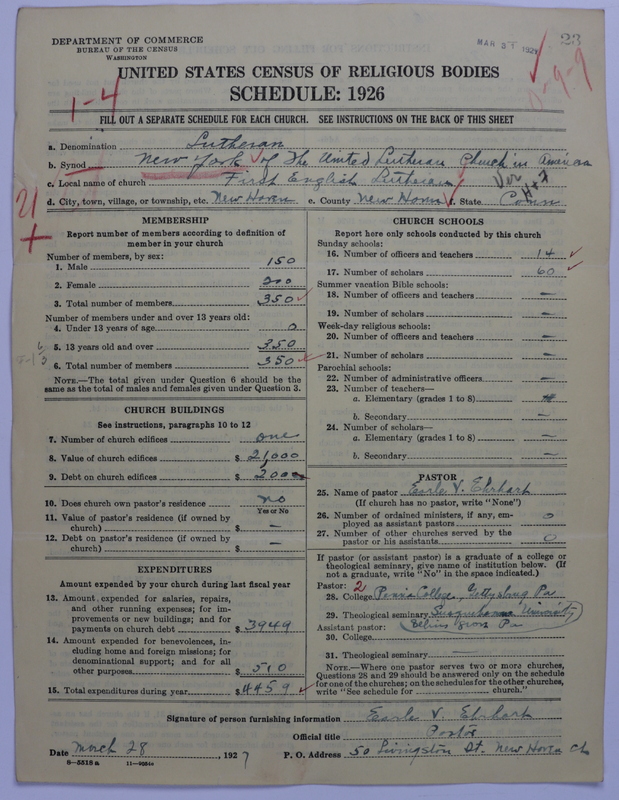 DEPARTMENT OF COMMERCE
BUREAU OF THE CENSUS
WASHINGTON
MAR 31 192
23
UNITED STATES CENSUS OF RELIGIOUS BODIES
SCHEDULE: 1926
1-4
0-9-9
FILL OUT A SEPARATE SCHEDULE FOR EACH CHURCH. SEE INSTRUCTIONS ON THE BACK OF THIS SHEET
a. Denomination Lutheran
b. Synod New York of The United Lutheran Church in America
c. Local name of church First English Lutheran Ver
d. City, town, village, or township, etc. New Haven e. County New Haven f. State Conn
21
MEMBERSHIP
Report number of members according to definition of
member in your church
Number of members, by sex:
1. Male 150
2. Female 200
3. Total number of members 350
Number of members under and over 13 years old:
4. Under 13 years of age 0
5. 13 years old and over 350
6. Total number of members 350
NOTE.—The total given under Question 6 should be the
same as the total of males and females given under Question 3.
CHURCH BUILDINGS
See instructions, paragraphs 10 to 12
7. Number of church edifices one
8. Value of church edifices $ 21,000
9. Debt on church edifices $ 2000
10. Does church own pastor's residence no
Yes or No
11. Value of pastor's residence (if owned by
church) $ —
12. Debt on pastor's residence (if owned by
church) $ —
EXPENDITURES
Amount expended by your church during last fiscal year
13. Amount expended for salaries, repairs,
and other running expenses; for im-
provements or new buildings; and for
payments on church debt $ 3949
14. Amount expended for benevolences, in-
cluding home and foreign missions; for
denominational support; and for all
other purposes $ 510
15. Total expenditures during year $ 4459
CHURCH SCHOOLS
Report here only schools conducted by this church
Sunday schools:
16. Number of officers and teachers 14
17. Number of scholars 60
Summer vacation Bible schools:
18. Number of officers and teachers —
19. Number of scholars —
Week-day religious schools:
20. Number of officers and teachers —
21. Number of scholars —
Parochial schools:
22. Number of administrative officers —
23. Number of teachers—
a. Elementary (grades 1 to 8)
b. Secondary —
24. Number of scholars—
a. Elementary (grades 1 to 8) —
b. Secondary —
PASTOR
25. Name of pastor Earle V. Ehrhart
(If church has no pastor, write "None")
26. Number of ordained ministers, if any, em-
ployed as assistant pastors 0
27. Number of other churches served by the
pastor or his assistants 0
If pastor (or assistant pastor) is a graduate of a college or
theological seminary, give name of institution below. (If
not a graduate, write "No" in the space indicated.)
Pastor: 2
28. College Penna College, Gettysburg Pa
29. Theological seminary Susquehanna University
Assistant pastor: Selins Grove Pa
30. College
31. Theological seminary —
NOTE.—Where one pastor serves two or more churches,
Questions 28 and 29 should be answered only on the schedule
for one of the churches; on the schedules for the other churches,
write "See schedule for church."
Signature of person furnishing information Earle V. Ehrhart
Official title Pastor
Date March 28, 1927 P. O. Address 50 Livingston St. New Haven Ct
8—5518 a 11—9504